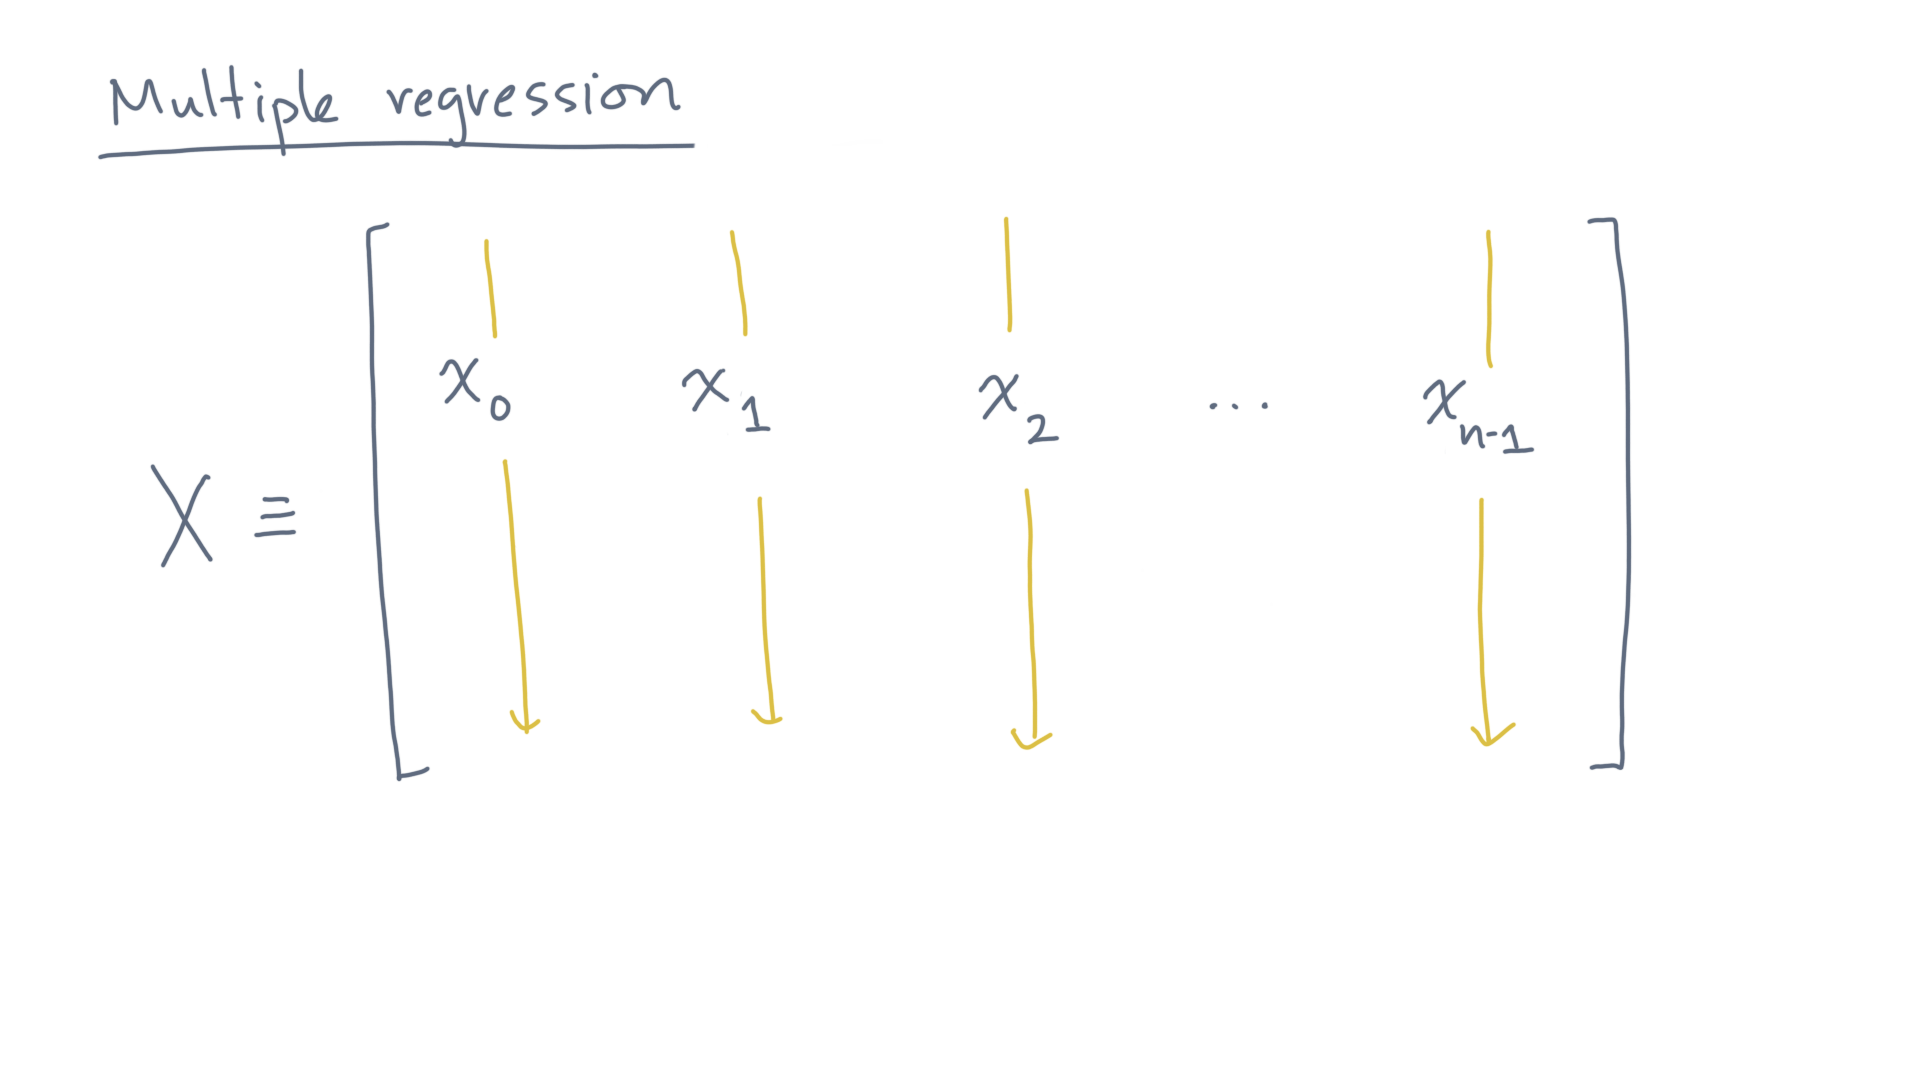 Multiple regression
X ≡ [ x₀ x₁ x₂ ... xₙ₋₁ ]